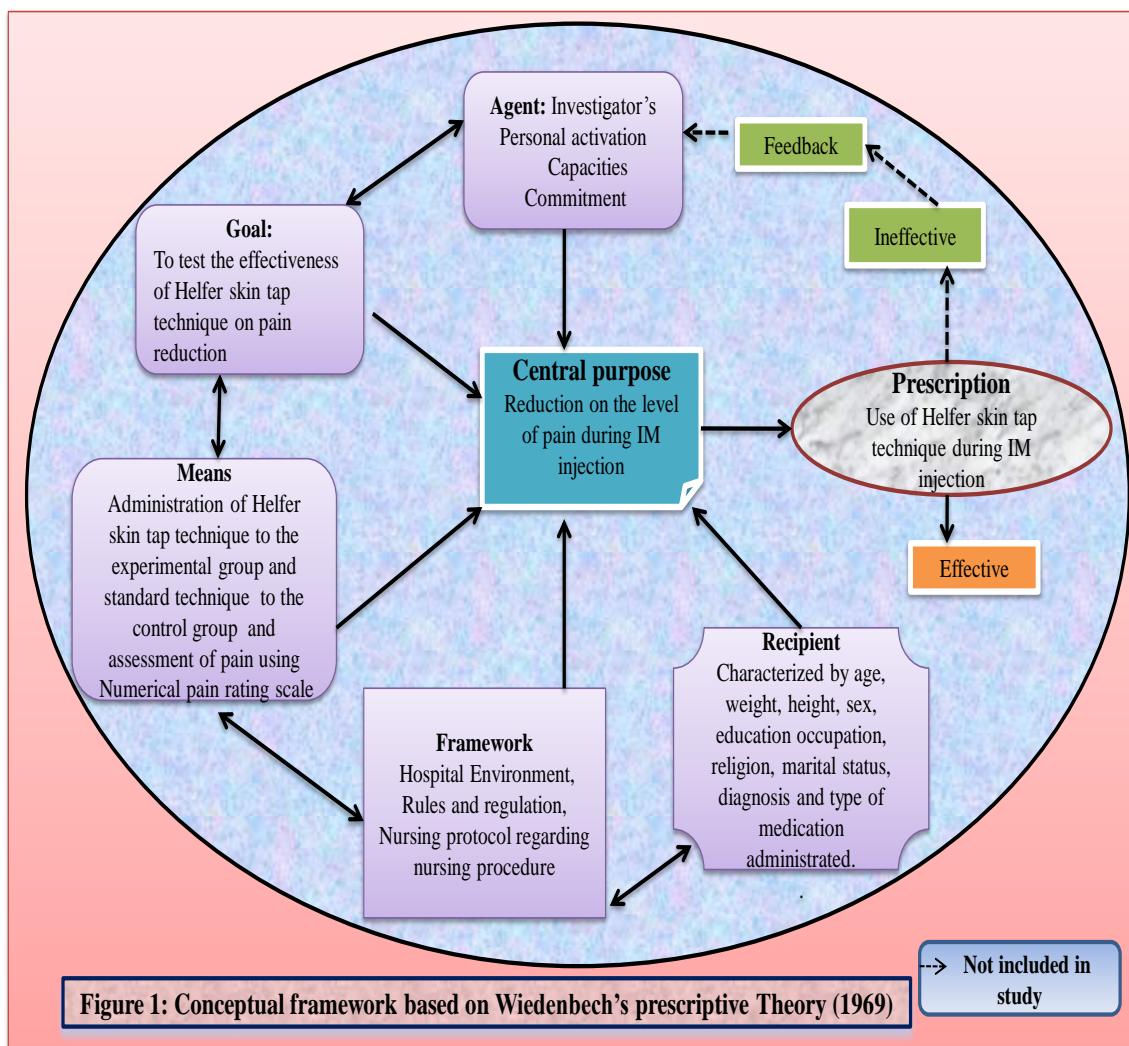 Agent: Investigator's
Personal activation
Capacities
Commitment
Feedback
Ineffective
Goal:
To test the effectiveness
of Helfer skin tap
technique on pain
reduction
Central purpose
Reduction on the level
of pain during IM
injection
Prescription
Use of Helfer skin tap
technique during IM
injection
Effective
Means
Administration of Helfer
skin tap technique to the
experimental group and
standard technique to the
control group and
assessment of pain using
Numerical pain rating scale
Framework
Hospital Environment,
Rules and regulation,
Nursing protocol regarding
nursing procedure
Recipient
Characterized by age,
weight, height, sex,
education occupation,
religion, marital status,
diagnosis and type of
medication
administrated.
.
Not included in
study
Figure 1: Conceptual framework based on Wiedenbech's prescriptive Theory (1969)